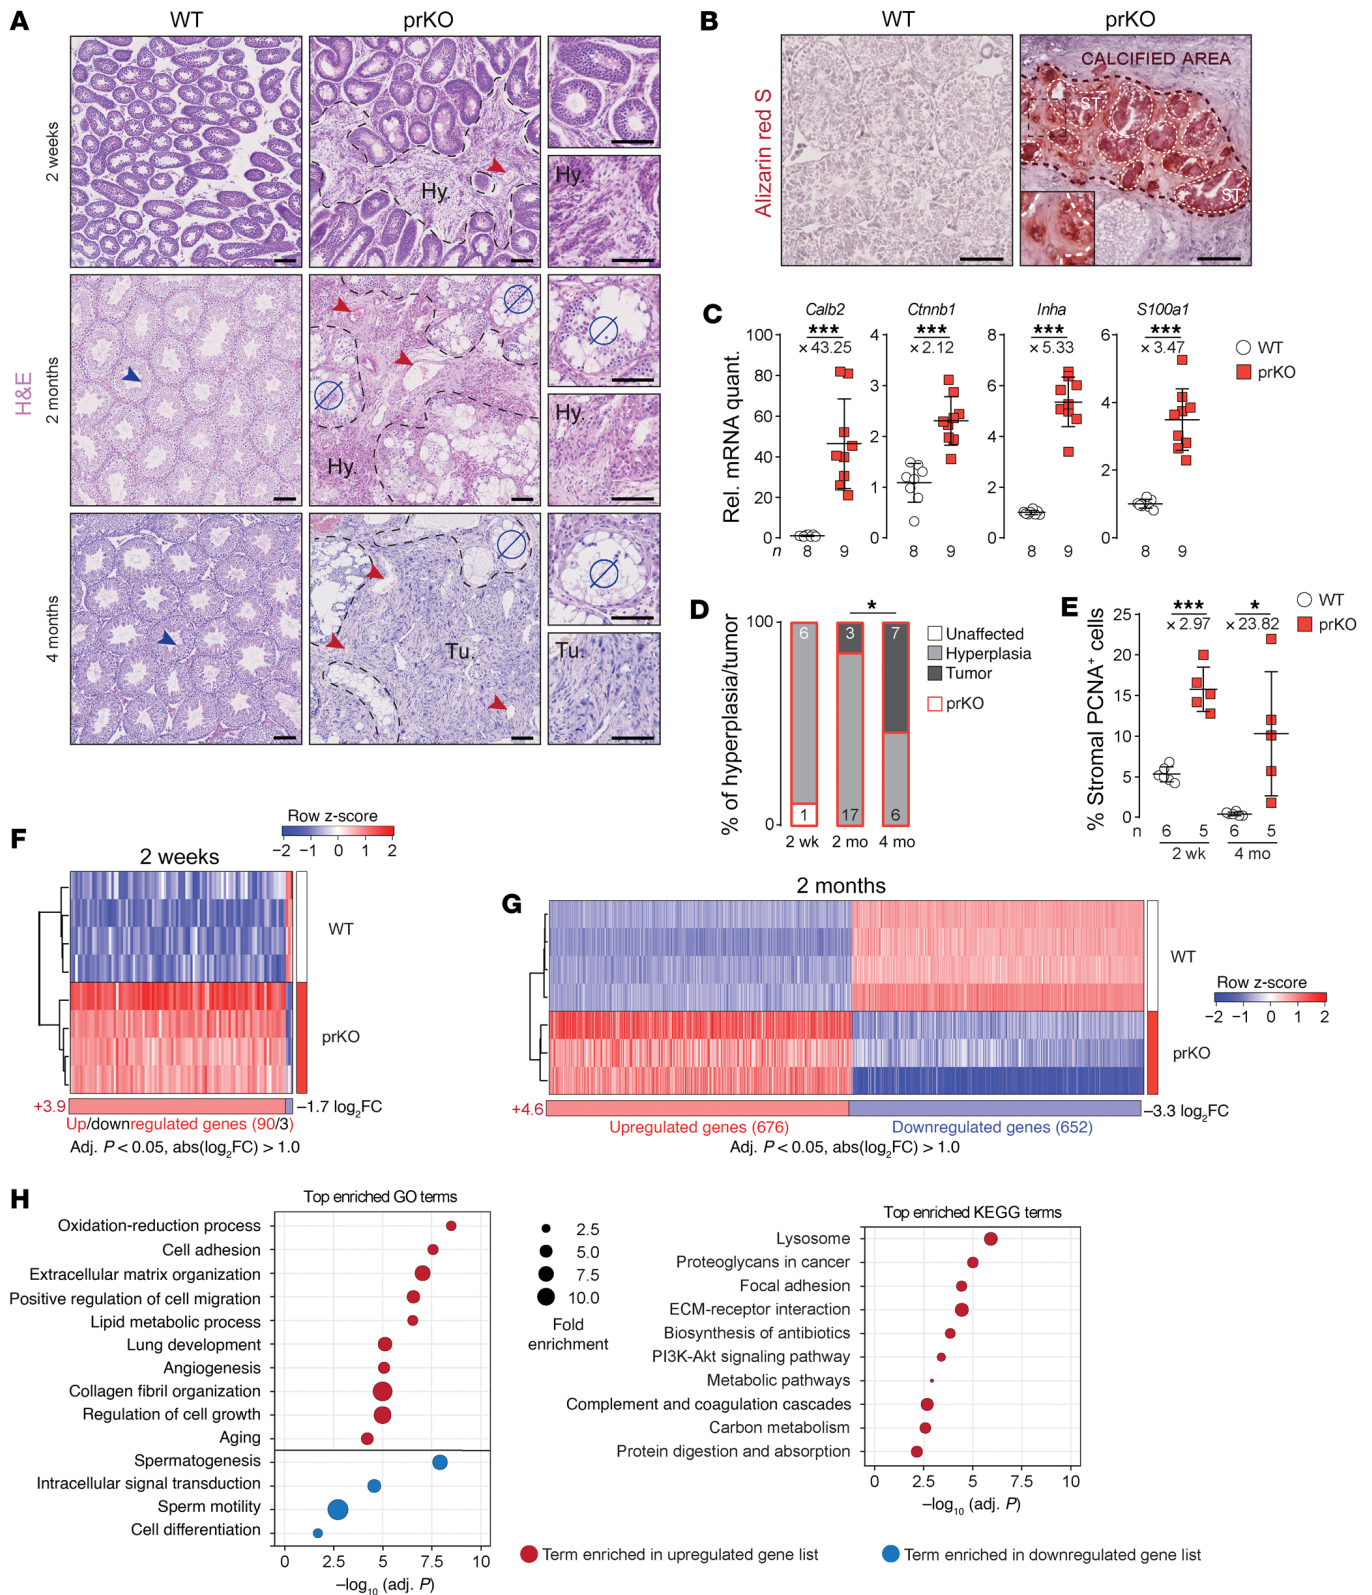 A
WT
prKO
2 weeks
Hy.
Hy.
H&E
2 months
Hy.
Hy.
4 months
Tu.
Tu.
B
WT
prKO
Alizarin red S
CALCIFIED AREA
ST
ST
C
Calb2
Ctnnb1
Inha
S100a1
*** *** *** ***
×43.25
×2.12
×5.33
×3.47
Rel. mRNA quant.
100
80
60
40
20
0
4
3
2
1
0
8
6
4
2
0
6
4
2
0
n 8 9 8 9 8 9 8 9
WT
prKO
D
*
% of hyperplasia/tumor
100
0
6
1
3
17
7
6
2 wk 2 mo 4 mo
Unaffected
Hyperplasia
Tumor
prKO
E
*** *
×2.97 ×23.82
% Stromal PCNA+ cells
25
20
15
10
5
0
n 6 5 6 5
2 wk 4 mo
WT
prKO
F
Row z-score
−2 −1 0 1 2
2 weeks
WT
prKO
+3.9
−1.7 log2FC
Up/downregulated genes (90/3)
Adj. P < 0.05, abs(log2FC) > 1.0
G
2 months
WT
prKO
Row z-score
−2 −1 0 1 2
+4.6
−3.3 log2FC
Upregulated genes (676)
Downregulated genes (652)
Adj. P < 0.05, abs(log2FC) > 1.0
H
Top enriched GO terms
Oxidation-reduction process
Cell adhesion
Extracellular matrix organization
Positive regulation of cell migration
Lipid metabolic process
Lung development
Angiogenesis
Collagen fibril organization
Regulation of cell growth
Aging
Spermatogenesis
Intracellular signal transduction
Sperm motility
Cell differentiation
0 2.5 5 7.5 10
−log10 (adj. P)
2.5
5.0
7.5
10.0
Fold
enrichment
Top enriched KEGG terms
Lysosome
Proteoglycans in cancer
Focal adhesion
ECM-receptor interaction
Biosynthesis of antibiotics
PI3K-Akt signaling pathway
Metabolic pathways
Complement and coagulation cascades
Carbon metabolism
Protein digestion and absorption
0 2.5 5 7.5 10
−log10 (adj. P)
Term enriched in upregulated gene list
Term enriched in downregulated gene list